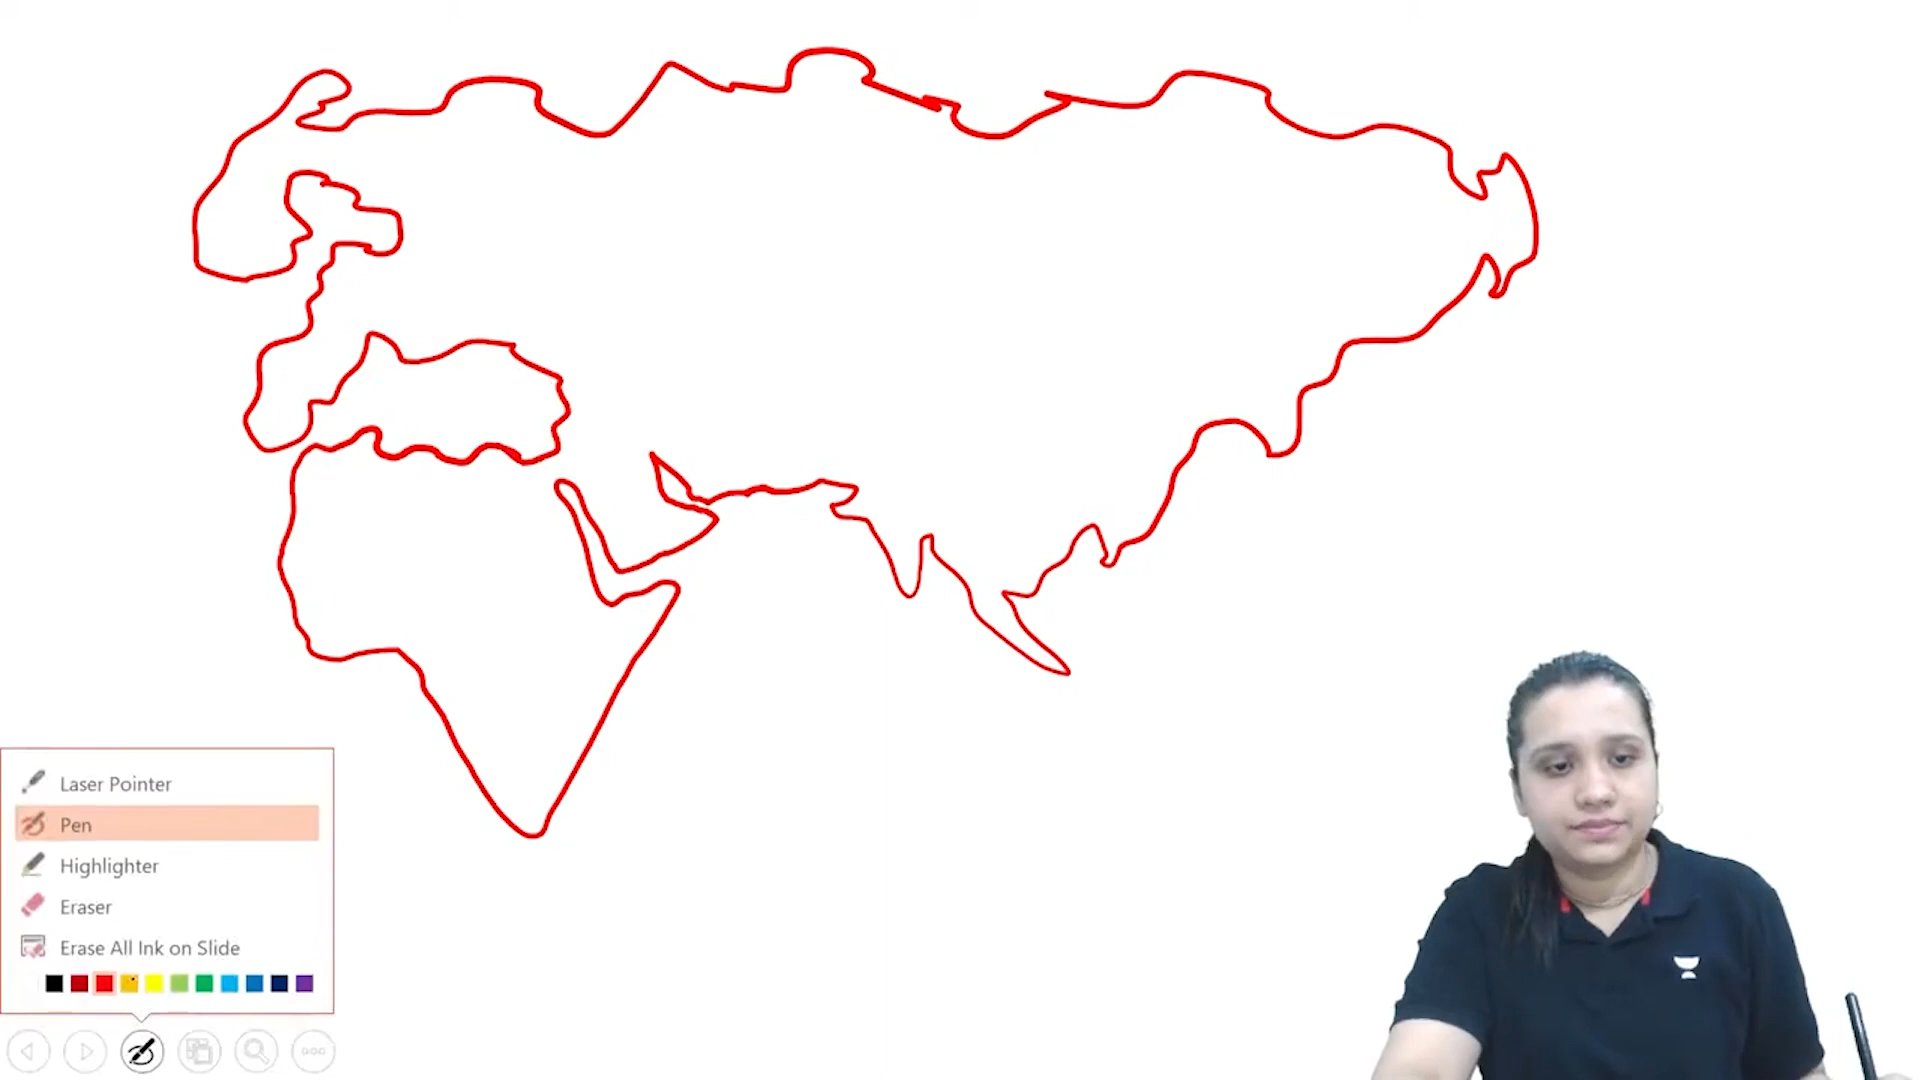 Laser Pointer
Pen
Highlighter
Eraser
Erase All Ink on Slide